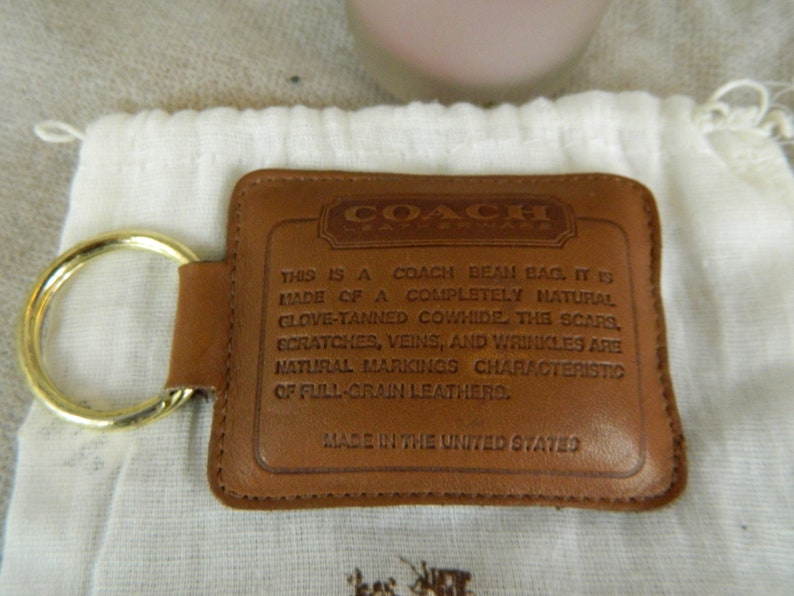 COACH
LEATHERWARE
THIS IS A COACH BEAN BAG. IT IS
MADE OF A COMPLETELY NATURAL
GLOVE-TANNED COWHIDE. THE SCARS,
SCRATCHES, VEINS, AND WRINKLES ARE
NATURAL MARKINGS CHARACTERISTIC
OF FULL-GRAIN LEATHERS.
MADE IN THE UNITED STATES